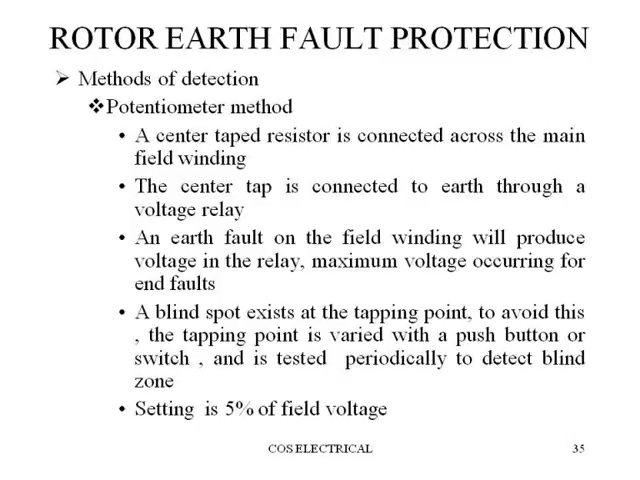 ROTOR EARTH FAULT PROTECTION
➢ Methods of detection
❖Potentiometer method
• A center taped resistor is connected across the main
field winding
• The center tap is connected to earth through a
voltage relay
• An earth fault on the field winding will produce
voltage in the relay, maximum voltage occurring for
end faults
• A blind spot exists at the tapping point, to avoid this
, the tapping point is varied with a push button or
switch , and is tested periodically to detect blind
zone
• Setting is 5% of field voltage
COS ELECTRICAL 35